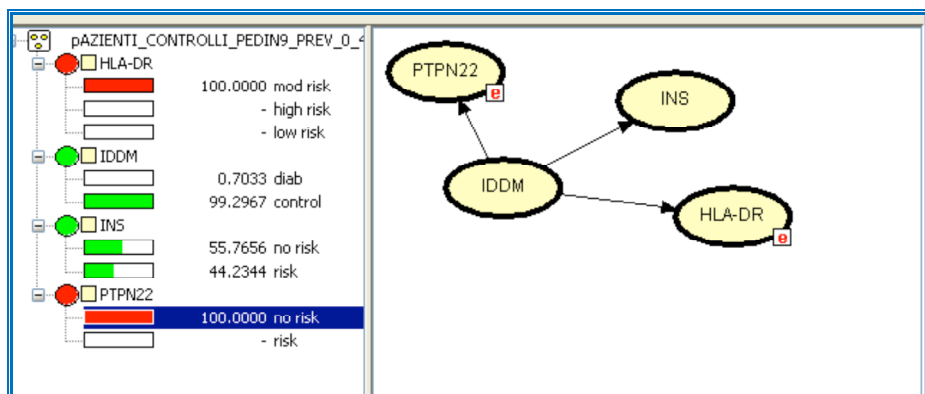 pAZIENTI_CONTROLLI_PEDIN9_PREV_0_4
HLA-DR
100.0000 mod risk
- high risk
- low risk
IDDM
0.7033 diab
99.2967 control
INS
55.7656 no risk
44.2344 risk
PTPN22
100.0000 no risk
- risk
PTPN22
e
INS
IDDM
HLA-DR
e